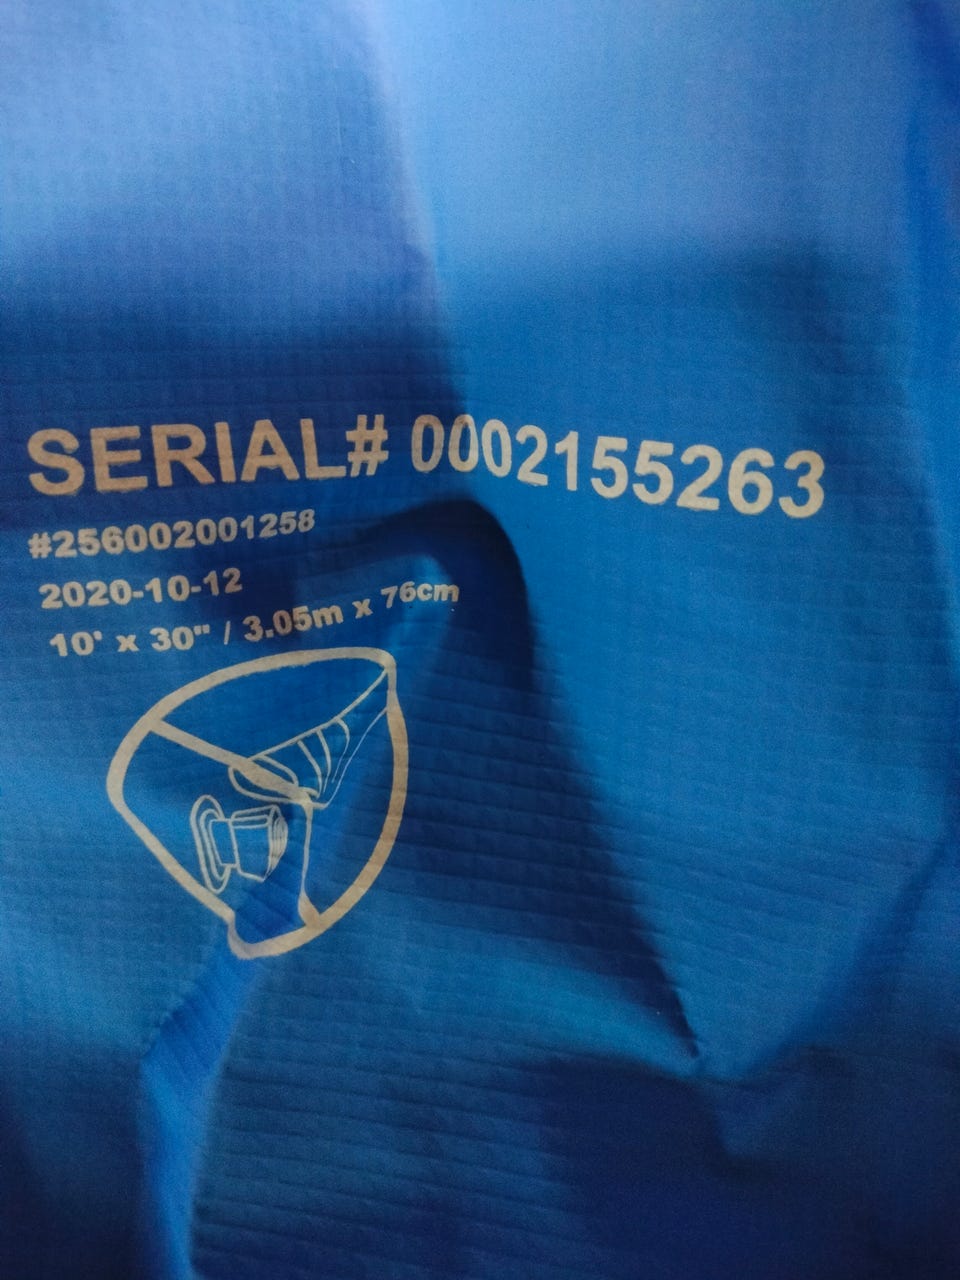 SERIAL# 0002155263
#256002001258
2020-10-12
10' x 30" / 3.05m x 76cm